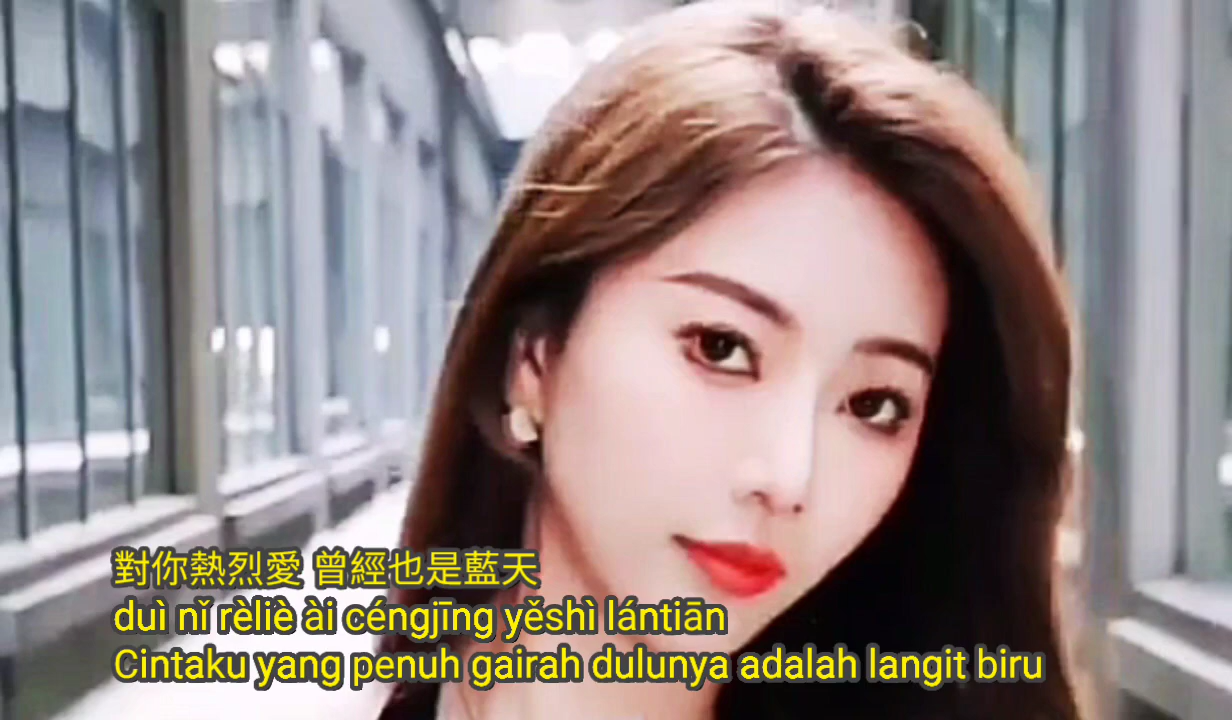 對你熱烈愛 曾經也是藍天
duì nǐ rèliè ài céngjīng yěshì lántiān
Cintaku yang penuh gairah dulunya adalah langit biru